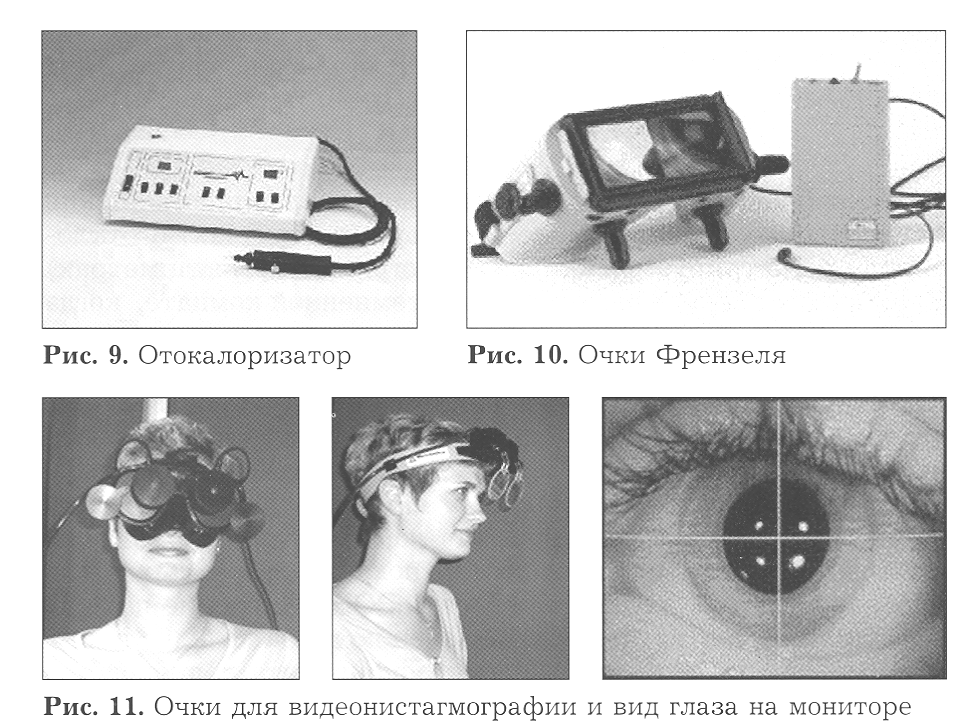 Рис. 9. Отокалоризатор
Рис. 10. Очки Френзеля
Рис. 11. Очки для видеонистагмографии и вид глаза на мониторе